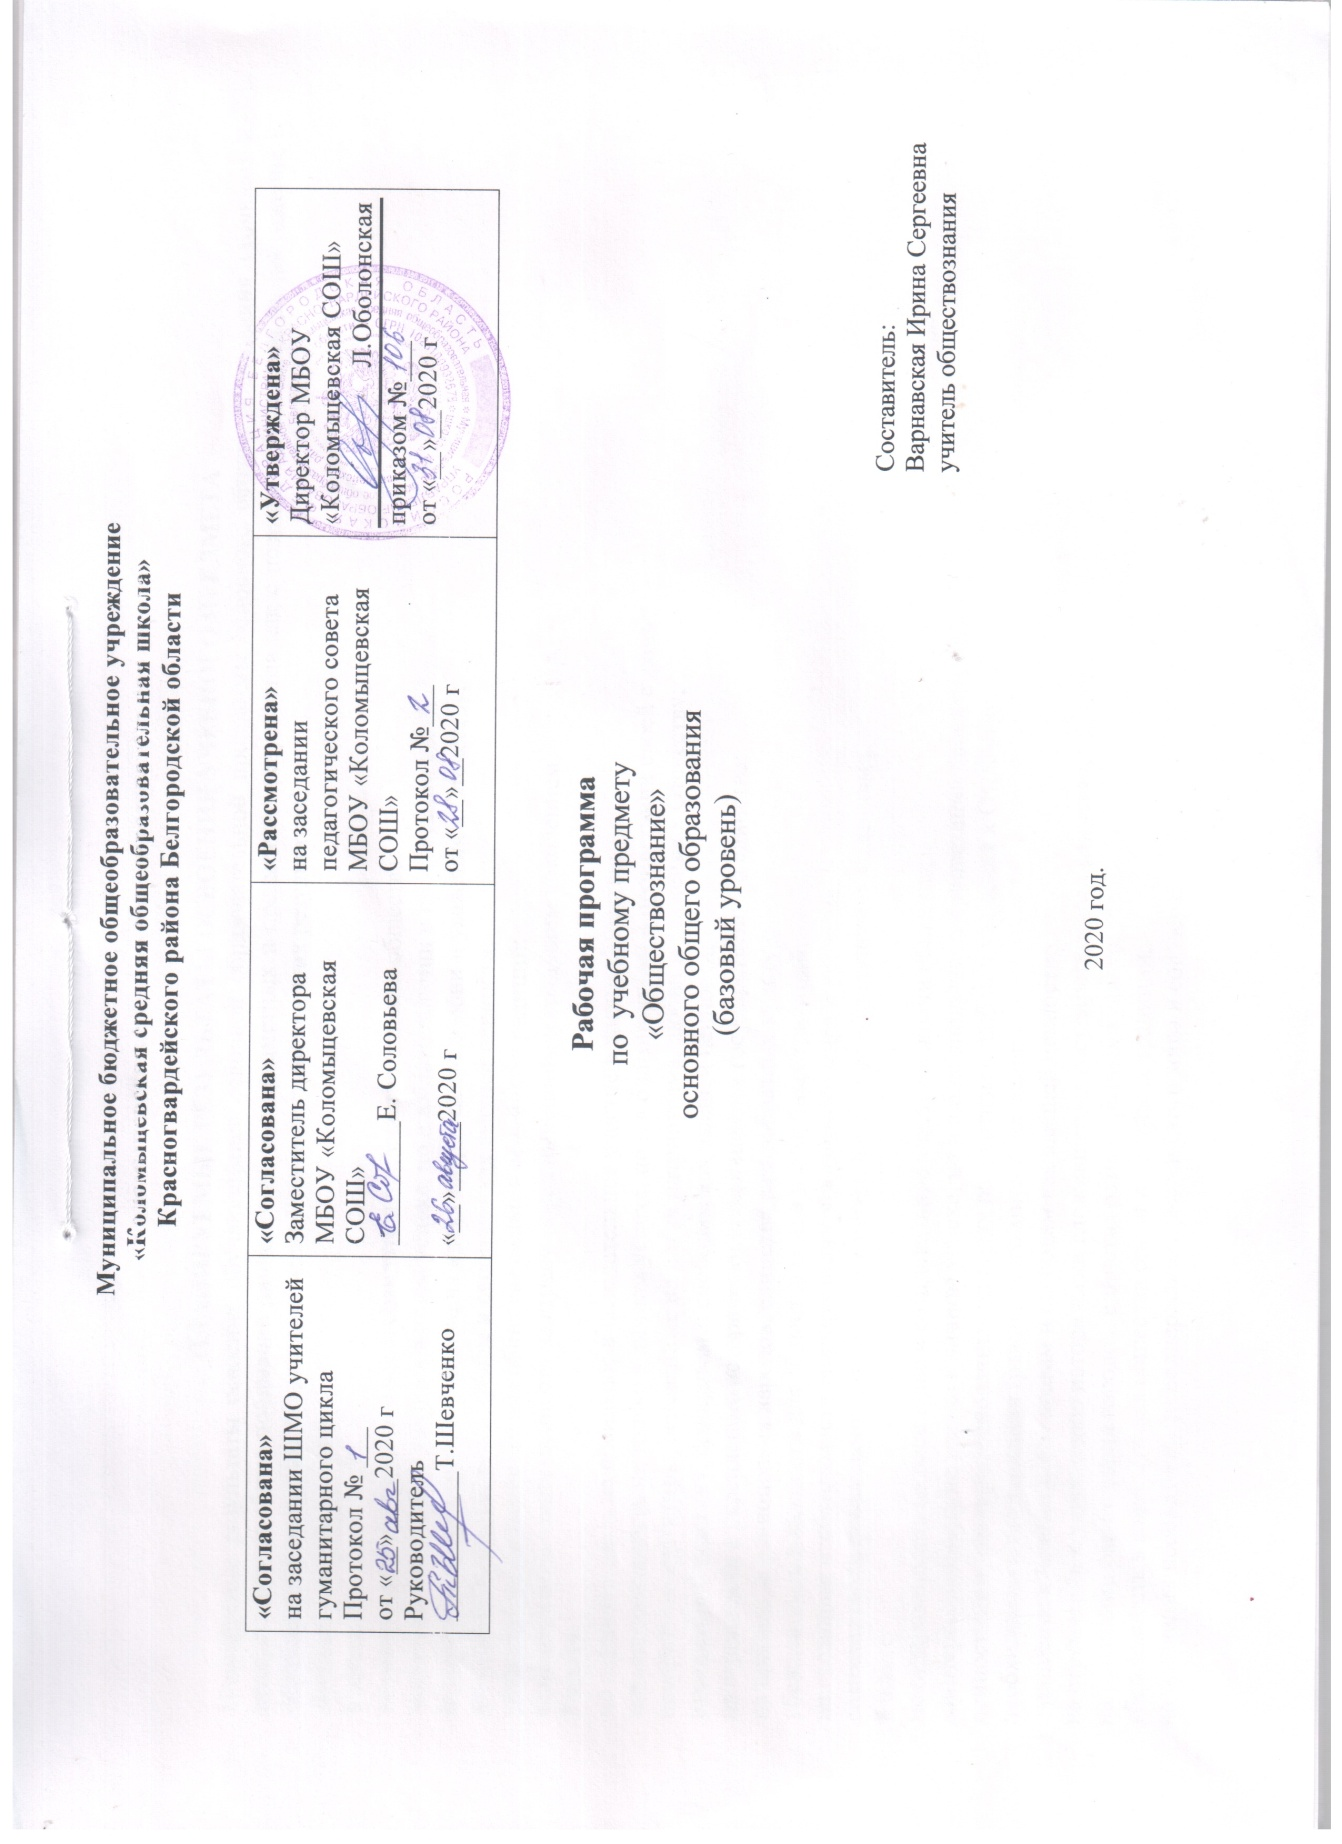 Муниципальное бюджетное общеобразовательное учреждение
«Коломыцевская средняя общеобразовательная школа»
Красногвардейского района Белгородской области
«Согласована»
на заседании ШМО учителей
гуманитарного цикла
Протокол № 1
от «25» авг 2020 г
Руководитель
Т.Шевченко
«Согласована»
Заместитель директора
МБОУ «Коломыцевская
СОШ»
Е. Соловьева
«26» августа 2020 г
«Рассмотрена»
на заседании
педагогического совета
МБОУ «Коломыцевская
СОШ»
Протокол № 2
от «28» 08 2020 г
«Утверждена»
Директор МБОУ
«Коломыцевская СОШ»
Л.Оболонская
приказом № 106
от «31» 08 2020 г
Рабочая программа
по учебному предмету
«Обществознание»
основного общего образования
(базовый уровень)
Составитель:
Варнавская Ирина Сергеевна
учитель обществознания
2020 год.